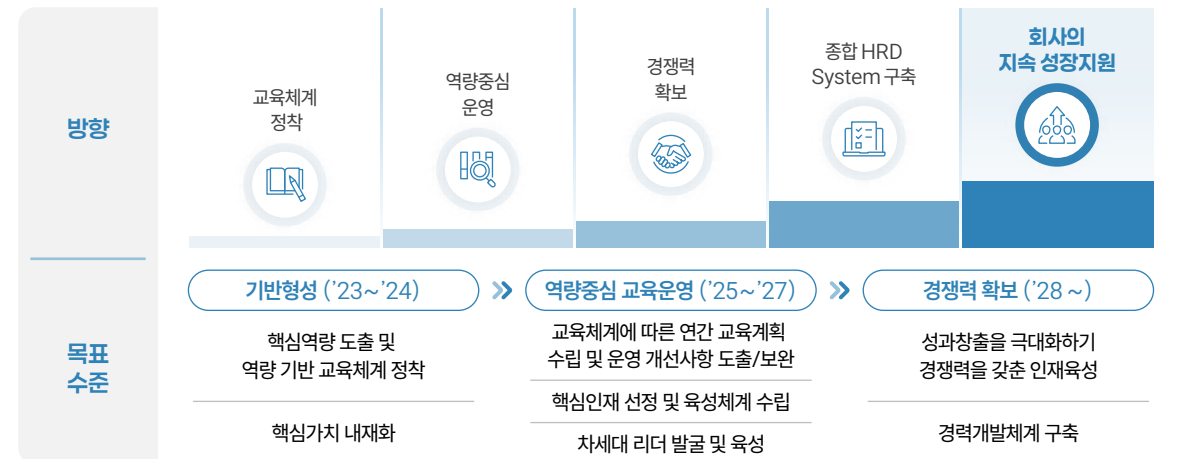 방향
교육체계
정착
역량중심
운영
경쟁력
확보
종합 HRD
System 구축
회사의
지속 성장지원
목표
수준
기반형성 (’23~’24)
핵심역량 도출 및
역량 기반 교육체계 정착
핵심가치 내재화
역량중심 교육운영 (’25~’27)
교육체계에 따른 연간 교육계획
수립 및 운영 개선사항 도출/보완
핵심인재 선정 및 육성체계 수립
차세대 리더 발굴 및 육성
경쟁력 확보 (’28 ~)
성과창출을 극대화하기
경쟁력을 갖춘 인재육성
경력개발체계 구축